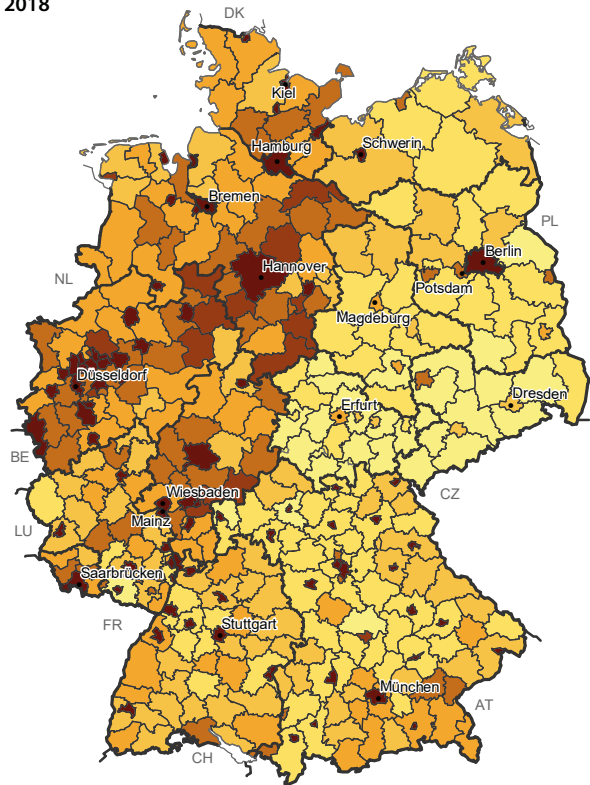 2018
DK
Kiel
Hamburg
Schwerin
Bremen
PL
Berlin
Hannover
NL
Potsdam
Magdeburg
Düsseldorf
Dresden
Erfurt
BE
Wiesbaden
CZ
LU
Mainz
Saarbrücken
FR
Stuttgart
München
AT
CH